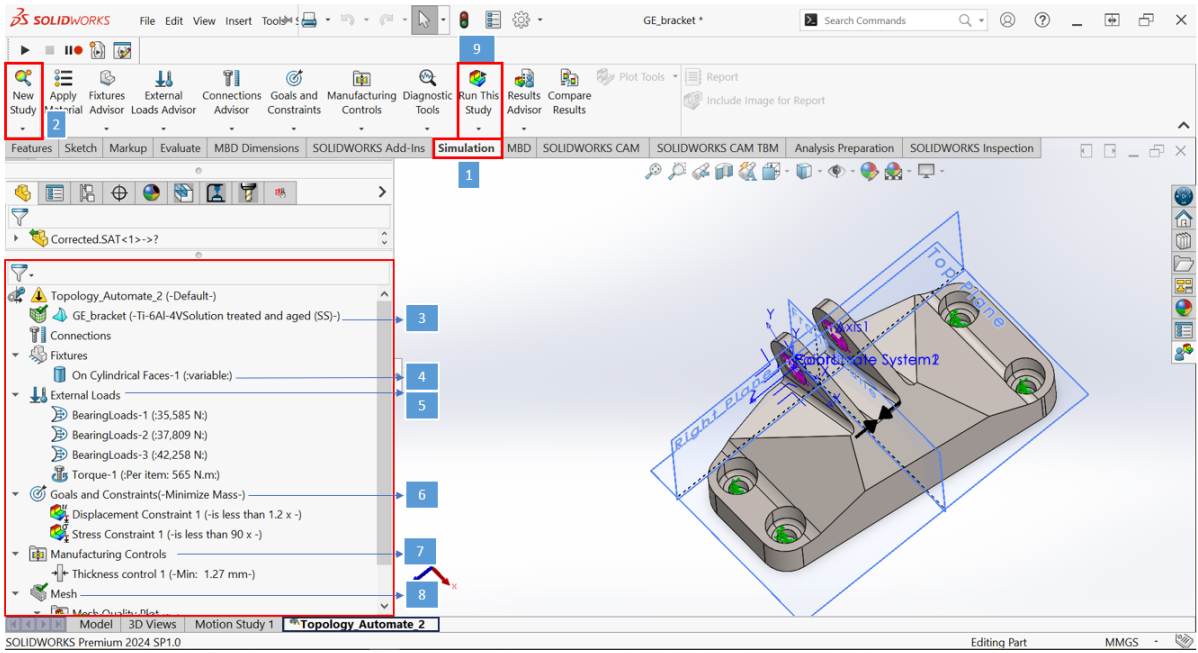 SOLIDWORKS File Edit View Insert Tools GE_bracket * Search Commands
9
New Study
Apply Material
Fixtures Advisor
External Loads Advisor
Connections Advisor
Goals and Constraints
Manufacturing Controls
Diagnostic Tools
Run This Study
Results Advisor
Compare Results
Plot Tools
Report
Include Image for Report
2
Features Sketch Markup Evaluate MBD Dimensions SOLIDWORKS Add-Ins Simulation MBD SOLIDWORKS CAM SOLIDWORKS CAM TBM Analysis Preparation SOLIDWORKS Inspection
1
Corrected.SAT<1>->?
Topology_Automate_2 (-Default-)
GE_bracket (-Ti-6Al-4VSolution treated and aged (SS)-) 3
Connections
Fixtures
On Cylindrical Faces-1 (:variable:) 4
External Loads 5
BearingLoads-1 (:35,585 N:)
BearingLoads-2 (:37,809 N:)
BearingLoads-3 (:42,258 N:)
Torque-1 (:Per item: 565 N.m:)
Goals and Constraints(-Minimize Mass-) 6
Displacement Constraint 1 (-is less than 1.2 x -)
Stress Constraint 1 (-is less than 90 x -)
Manufacturing Controls 7
Thickness control 1 (-Min: 1.27 mm-)
Mesh 8
Mesh Quality Plot
Top Plane
Y
Axis1
Y
System2
Right Plane
X
x
Model 3D Views Motion Study 1 Topology_Automate_2
SOLIDWORKS Premium 2024 SP1.0 Editing Part MMGS